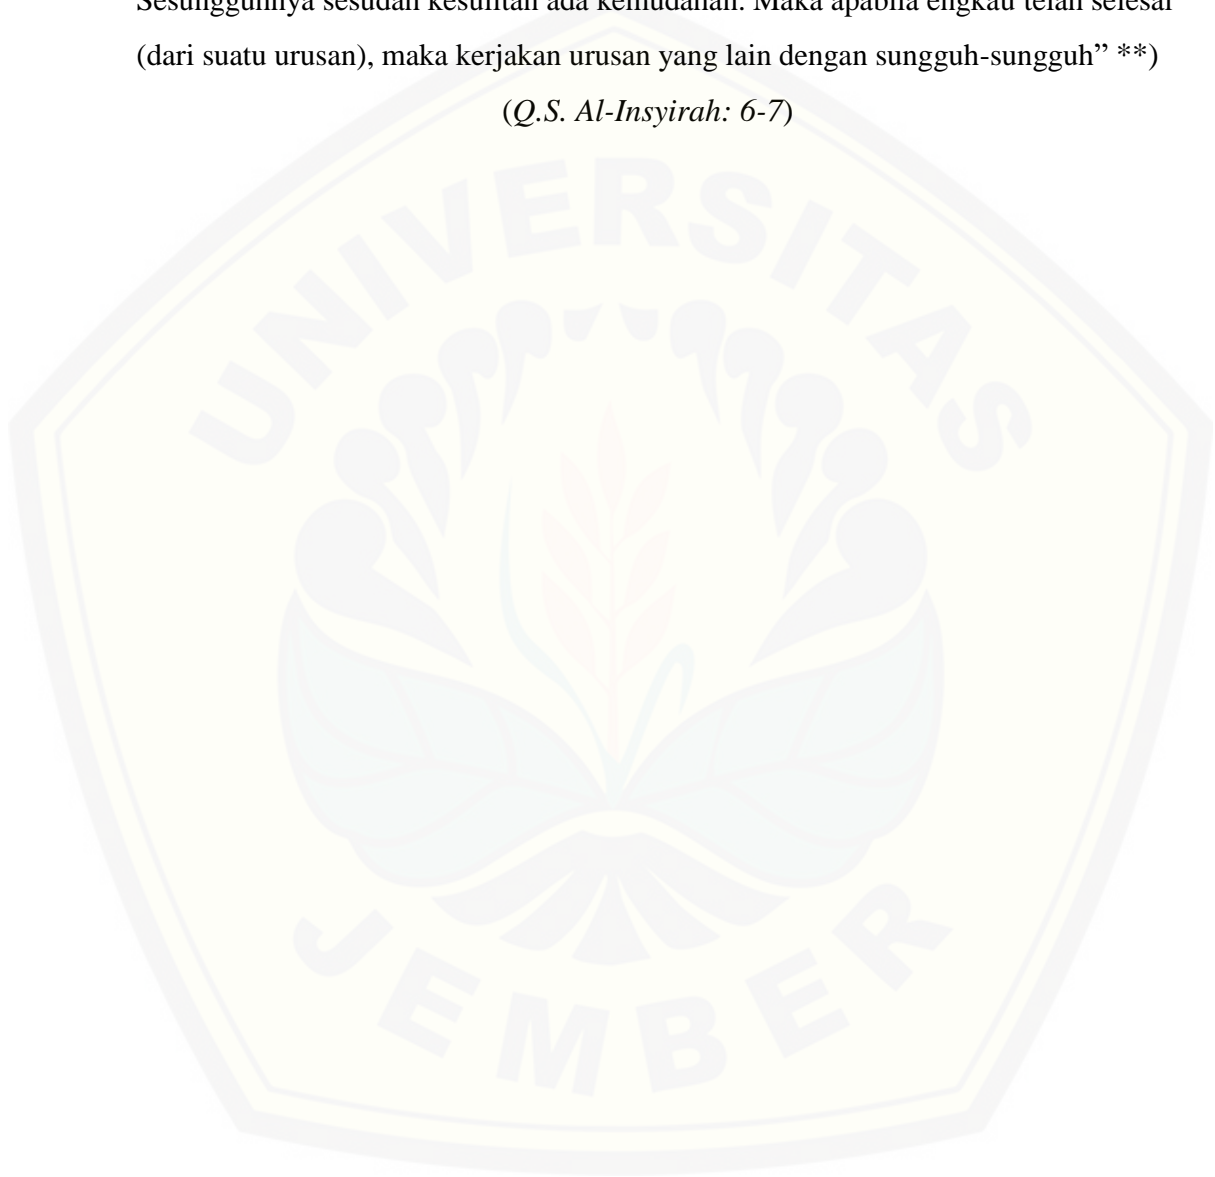 Sesungguhnya sesudah kesulitan ada kemudahan. Maka apabila engkau telah selesai
(dari suatu urusan), maka kerjakan urusan yang lain dengan sungguh-sungguh” **)
(Q.S. Al-Insyirah: 6-7)
UNIVERSITAS
JEMBER